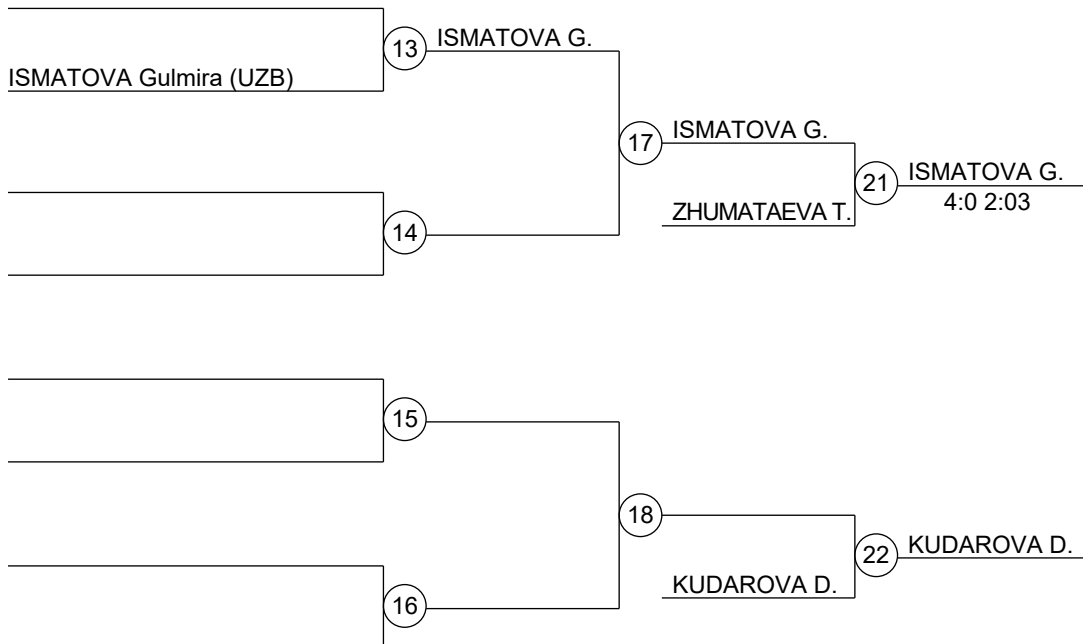 13 ISMATOVA G.
ISMATOVA Gulmira (UZB)
17 ISMATOVA G.
21 ISMATOVA G.
4:0 2:03
ZHUMATAEVA T.
14
15
18
22 KUDAROVA D.
KUDAROVA D.
16